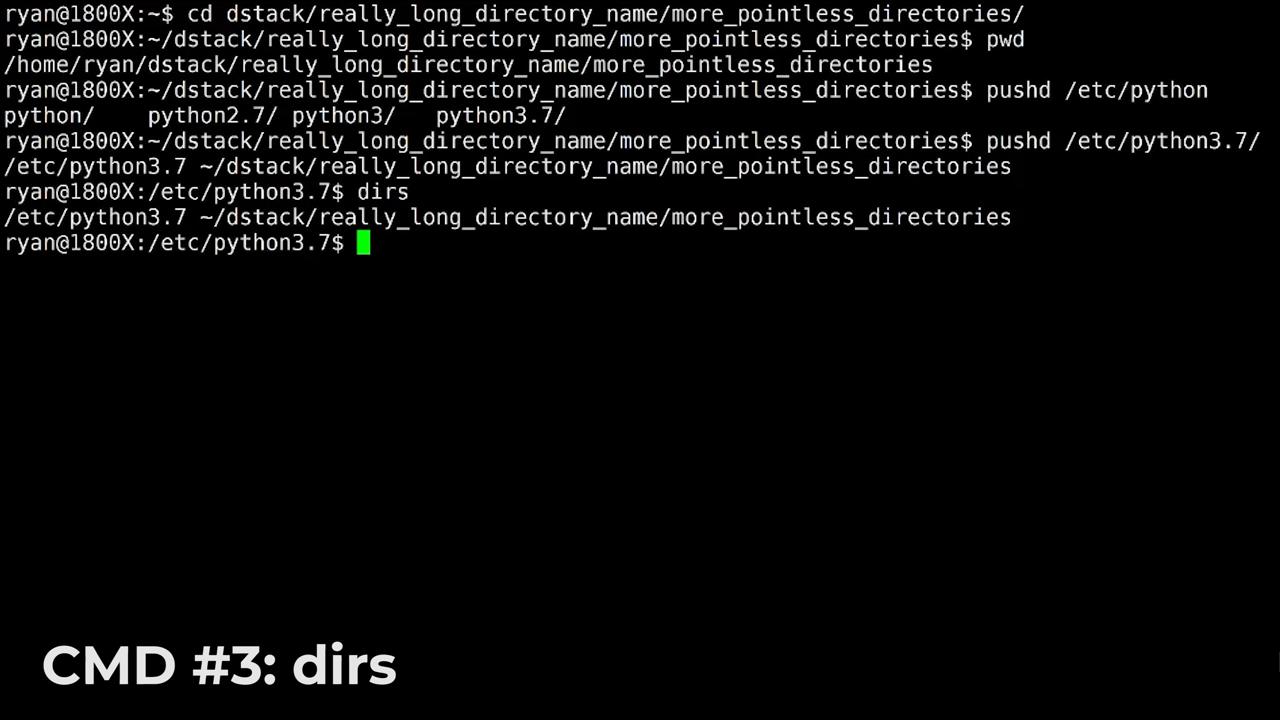 ryan@1800X:~$ cd dstack/really_long_directory_name/more_pointless_directories/
ryan@1800X:~/dstack/really_long_directory_name/more_pointless_directories$ pwd
/home/ryan/dstack/really_long_directory_name/more_pointless_directories
ryan@1800X:~/dstack/really_long_directory_name/more_pointless_directories$ pushd /etc/python
python/    python2.7/ python3/   python3.7/
ryan@1800X:~/dstack/really_long_directory_name/more_pointless_directories$ pushd /etc/python3.7/
/etc/python3.7 ~/dstack/really_long_directory_name/more_pointless_directories
ryan@1800X:/etc/python3.7$ dirs
/etc/python3.7 ~/dstack/really_long_directory_name/more_pointless_directories
ryan@1800X:/etc/python3.7$
CMD #3: dirs